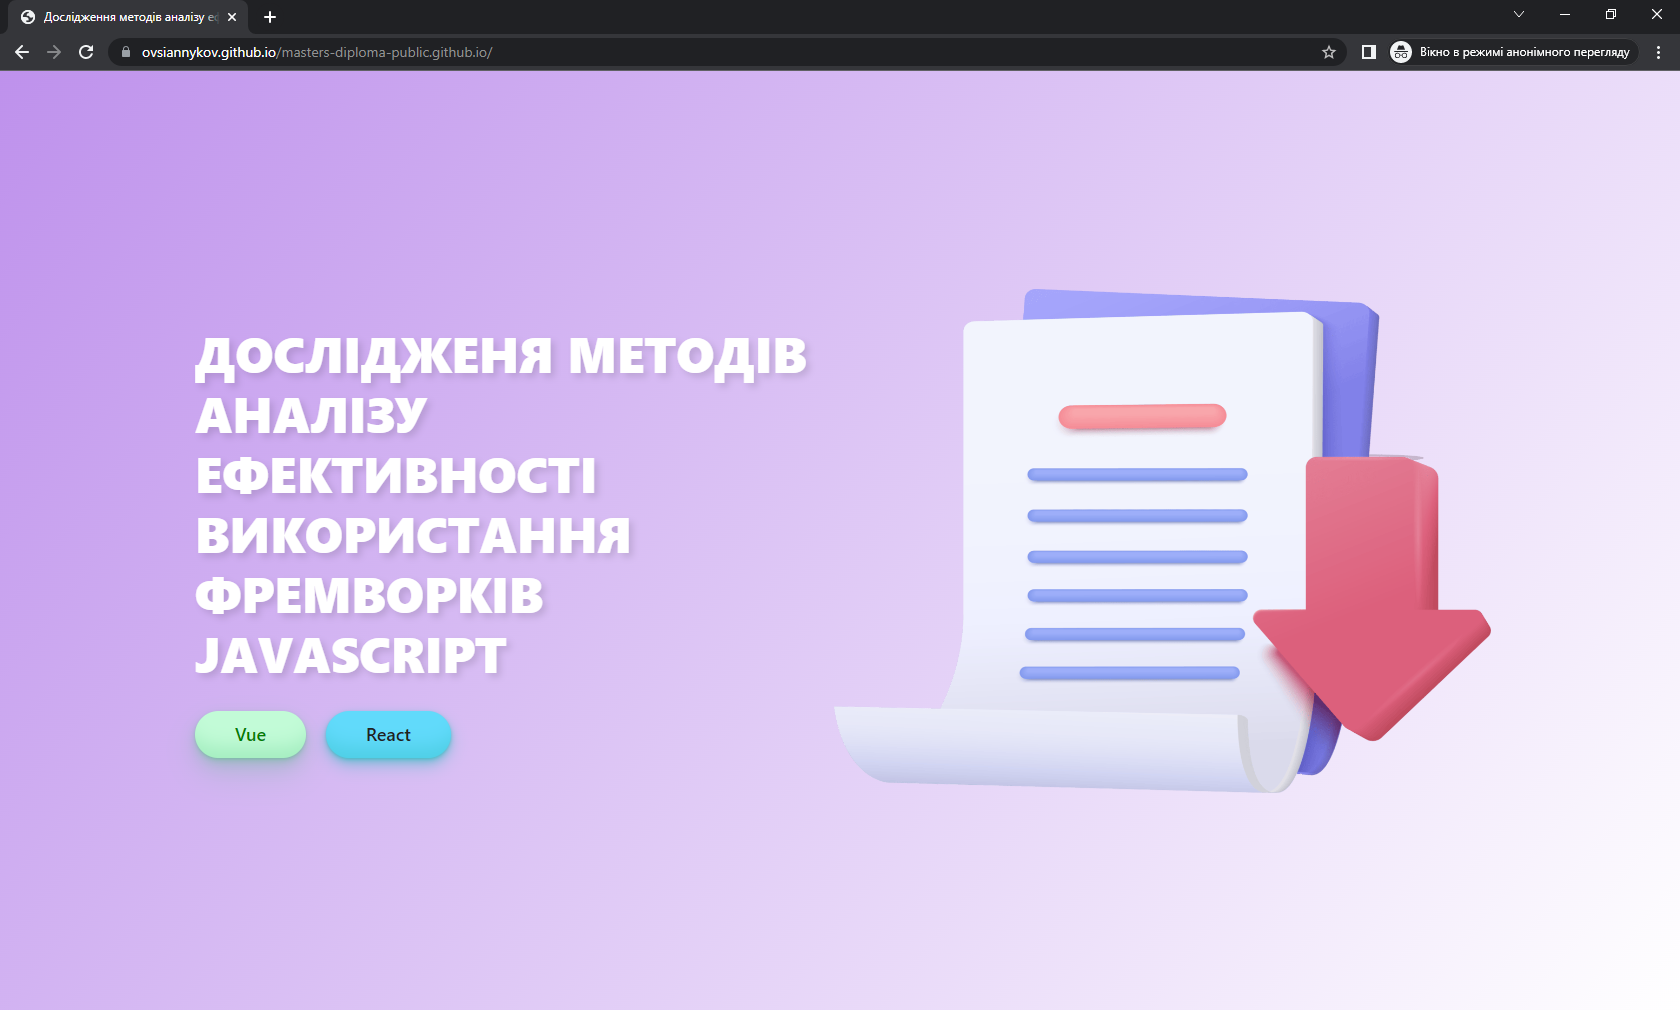 Дослідження методів аналізу
ovsiannykov.github.io/masters-diploma-public.github.io/
Вікно в режимі анонімного перегляду
ДОСЛІДЖЕНЯ МЕТОДІВ
АНАЛІЗУ
ЕФЕКТИВНОСТІ
ВИКОРИСТАННЯ
ФРЕМВОРКІВ
JAVASCRIPT
Vue
React